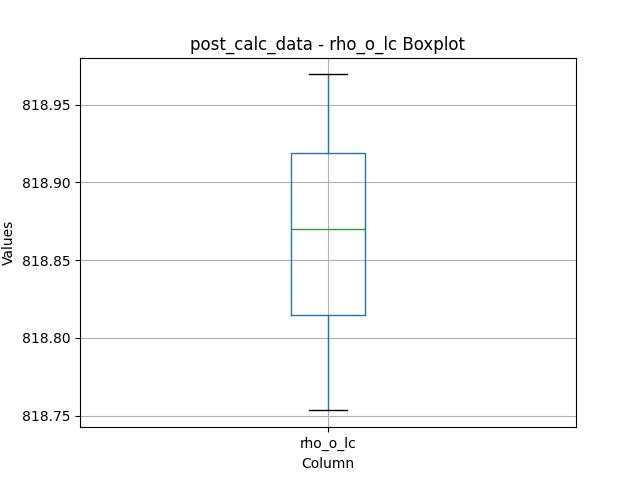 post_calc_data - rho_o_lc Boxplot
818.95
818.90
818.85
818.80
818.75
Values
rho_o_lc
Column